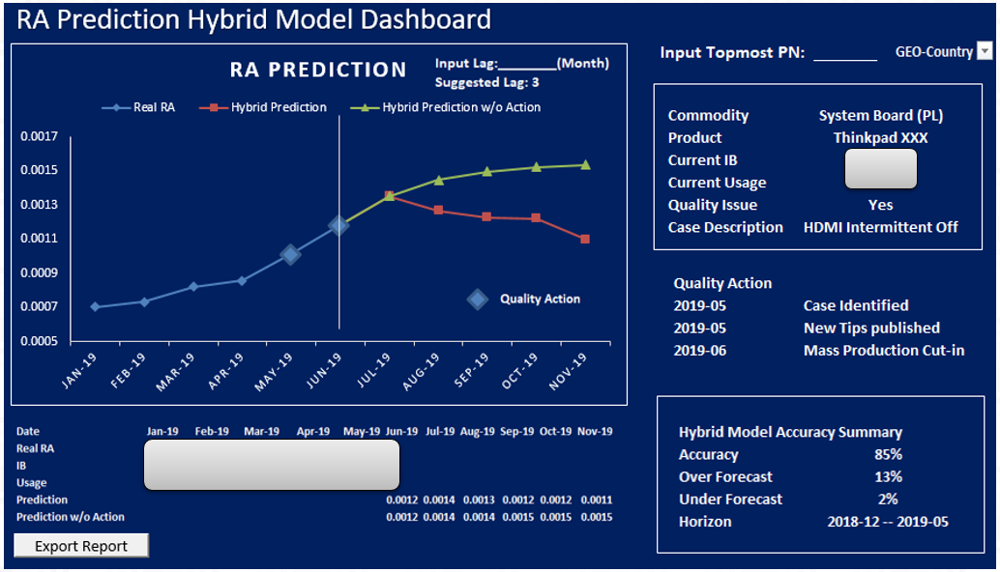 RA Prediction Hybrid Model Dashboard
RA PREDICTION
Input Lag:________(Month)
Suggested Lag: 3
Real RA
Hybrid Prediction
Hybrid Prediction w/o Action
0.0017
0.0015
0.0013
0.0011
0.0009
0.0007
0.0005
Quality Action
JAN-19 FEB-19 MAR-19 APR-19 MAY-19 JUN-19 JUL-19 AUG-19 SEP-19 OCT-19 NOV-19
Date Jan-19 Feb-19 Mar-19 Apr-19 May-19 Jun-19 Jul-19 Aug-19 Sep-19 Oct-19 Nov-19
Real RA
IB
Usage
Prediction 0.0012 0.0014 0.0013 0.0012 0.0012 0.0011
Prediction w/o Action 0.0012 0.0014 0.0014 0.0015 0.0015 0.0015
Export Report
Input Topmost PN: ______ GEO-Country
Commodity System Board (PL)
Product Thinkpad XXX
Current IB
Current Usage
Quality Issue Yes
Case Description HDMI Intermittent Off
Quality Action
2019-05 Case Identified
2019-05 New Tips published
2019-06 Mass Production Cut-in
Hybrid Model Accuracy Summary
Accuracy 85%
Over Forecast 13%
Under Forecast 2%
Horizon 2018-12 -- 2019-05